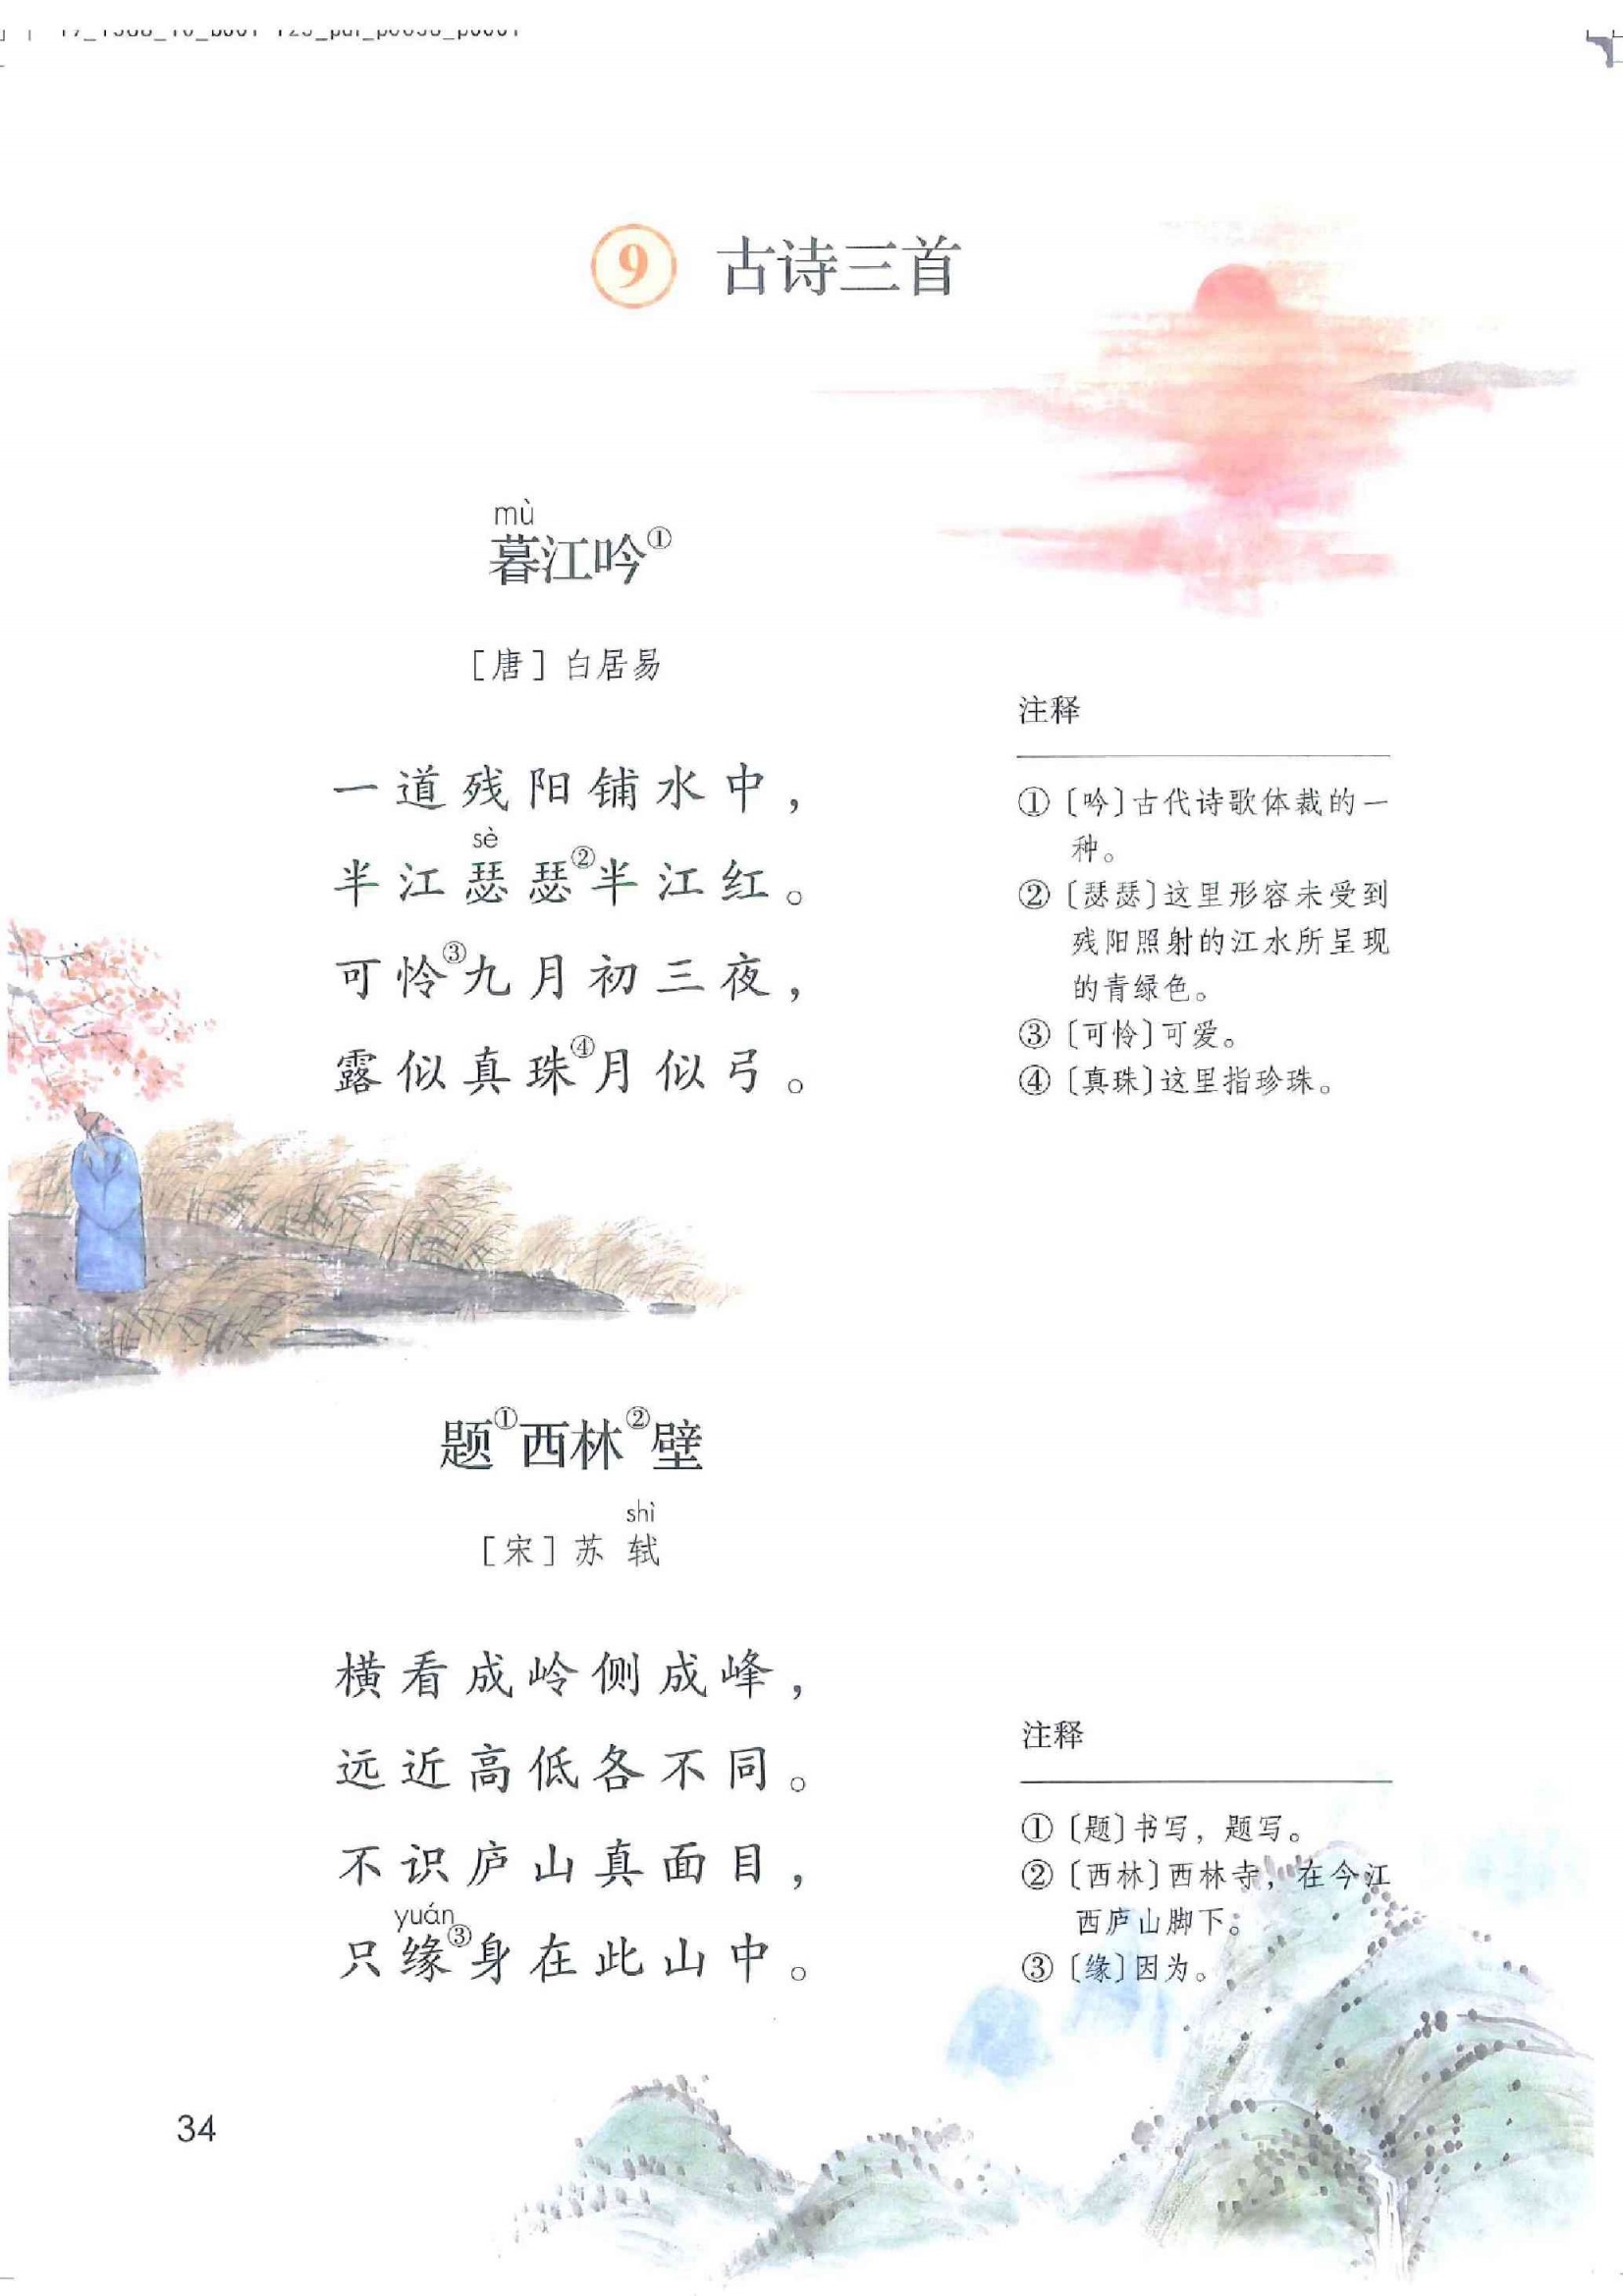 9 古诗三首
mù
暮江吟①
［唐］白居易
一道残阳铺水中，
sè
半江瑟瑟②半江红。
可怜③九月初三夜，
露似真珠④月似弓。
注释
①〔吟〕古代诗歌体裁的一
种。
②〔瑟瑟〕这里形容未受到
残阳照射的江水所呈现
的青绿色。
③〔可怜〕可爱。
④〔真珠〕这里指珍珠。
题①西林②壁
shì
［宋］苏轼
横看成岭侧成峰，
远近高低各不同。
不识庐山真面目，
yuán
只缘③身在此山中。
注释
①〔题〕书写，题写。
②〔西林〕西林寺，在今江
西庐山脚下。
③〔缘〕因为。
34